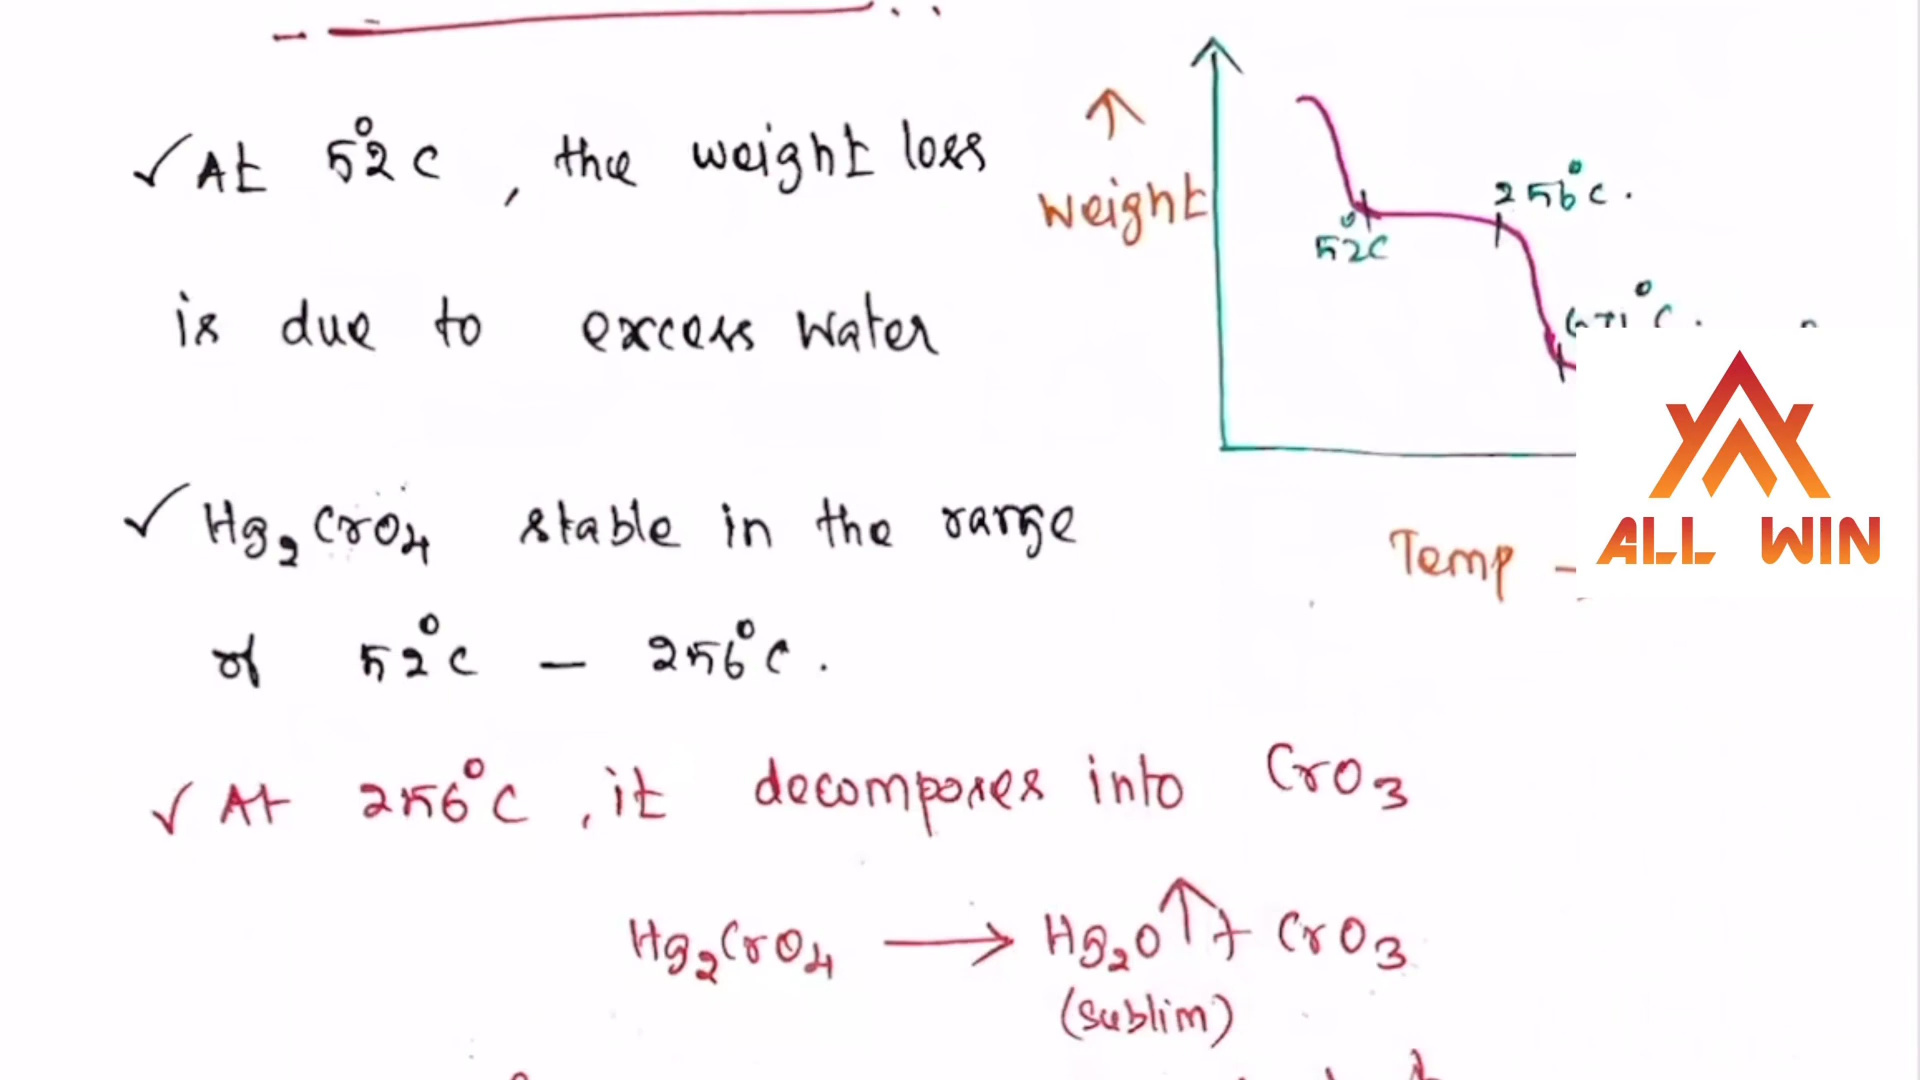 ✓ At 52°C, the weight loss
is due to excess water
✓ Hg₂CrO₄ stable in the range
of 52°C – 256°C.
✓ At 256°C, it decomposes into CrO₃
Hg₂CrO₄ → Hg₂O↑ + CrO₃
(sublim)
↑
Weight
52°C
256°C.
671°C.
Temp –
ALL WIN